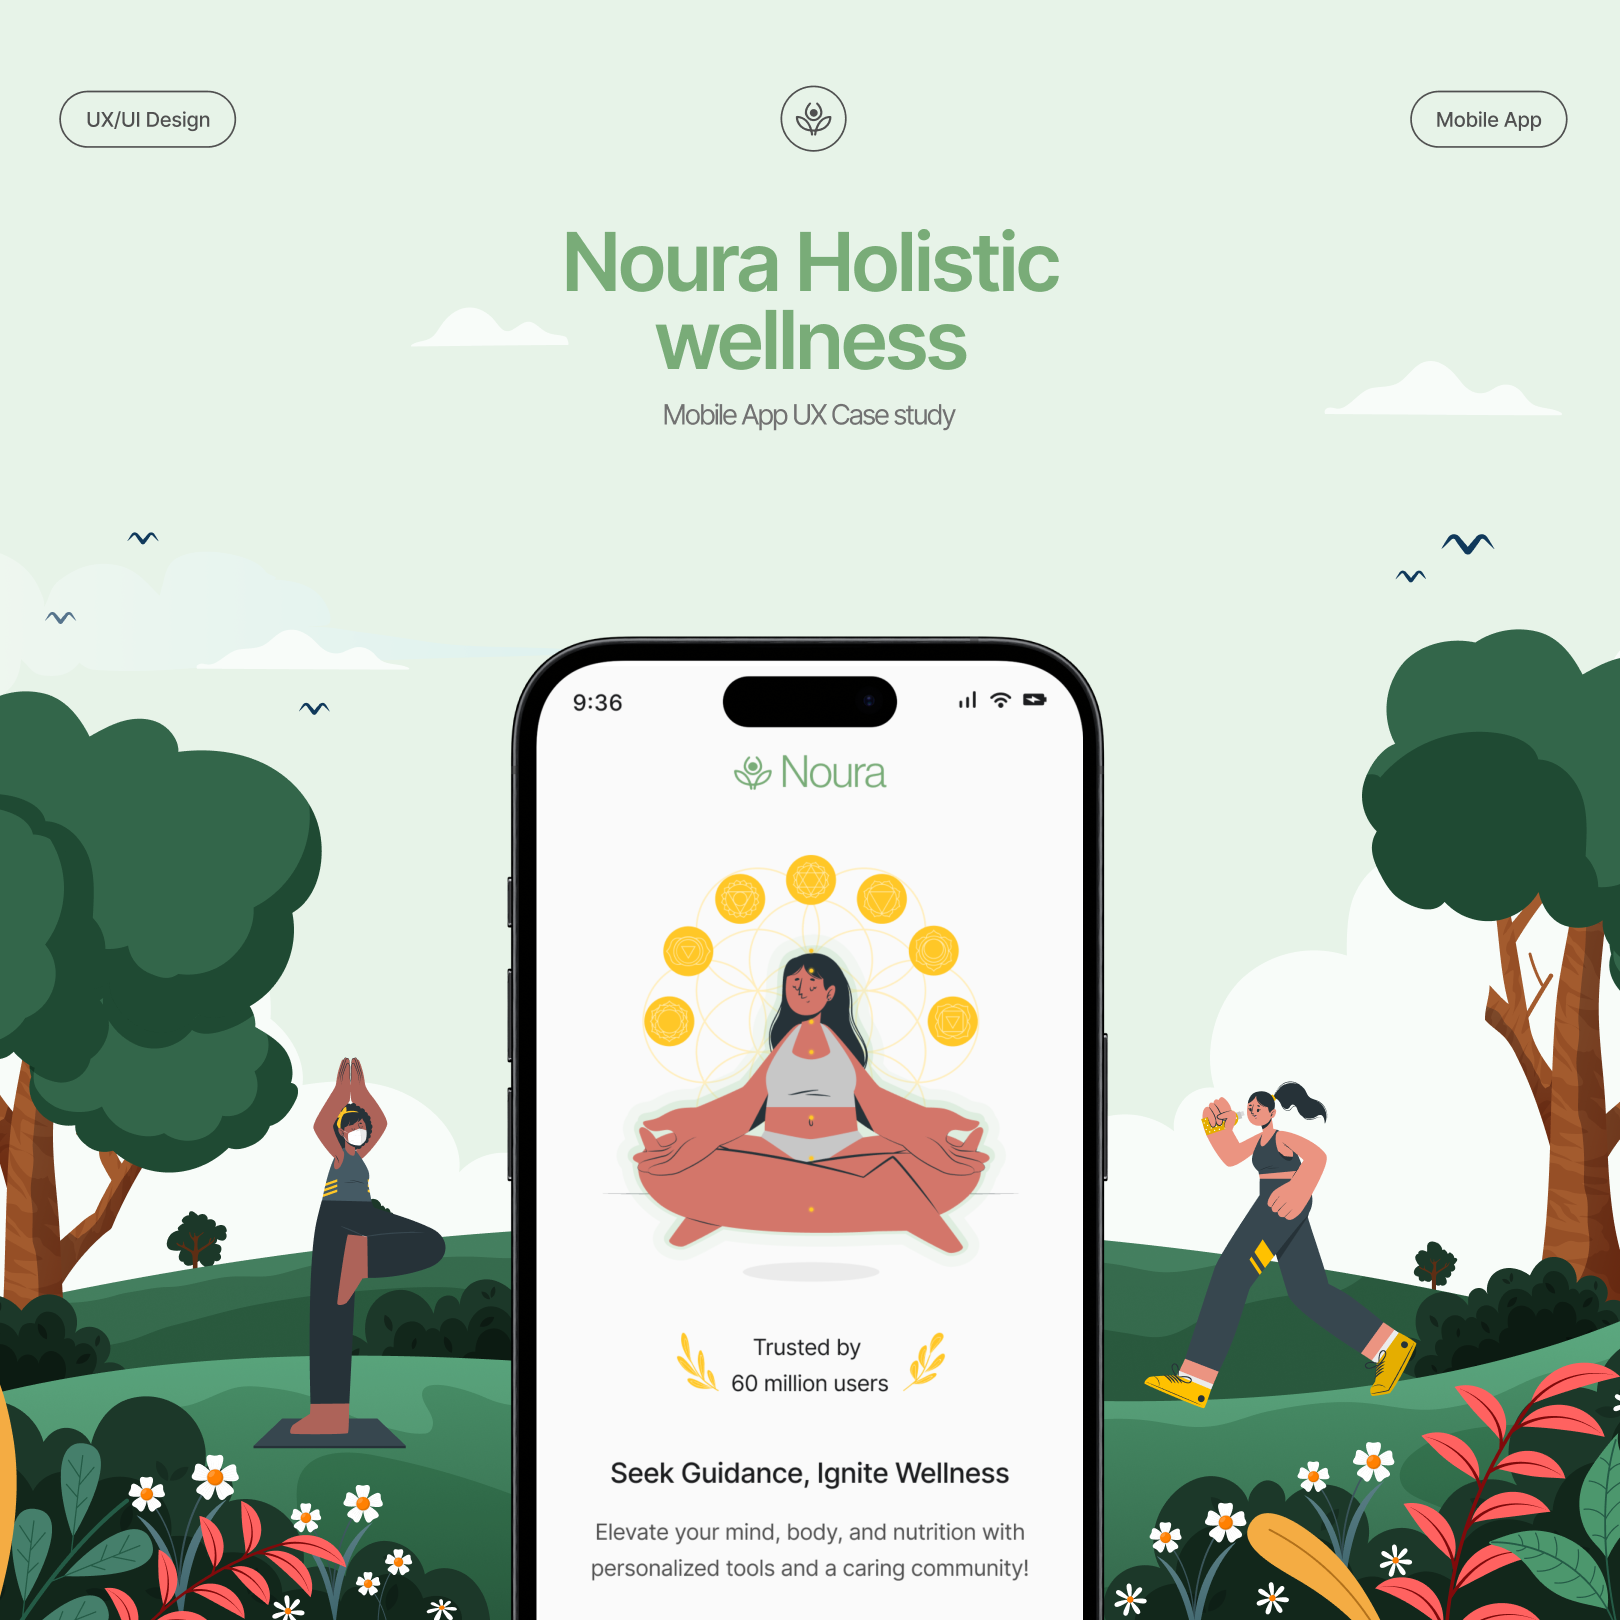 UX/UI Design
Mobile App
Noura Holistic
wellness
Mobile App UX Case study
9:36
Noura
Trusted by
60 million users
Seek Guidance, Ignite Wellness
Elevate your mind, body, and nutrition with
personalized tools and a caring community!